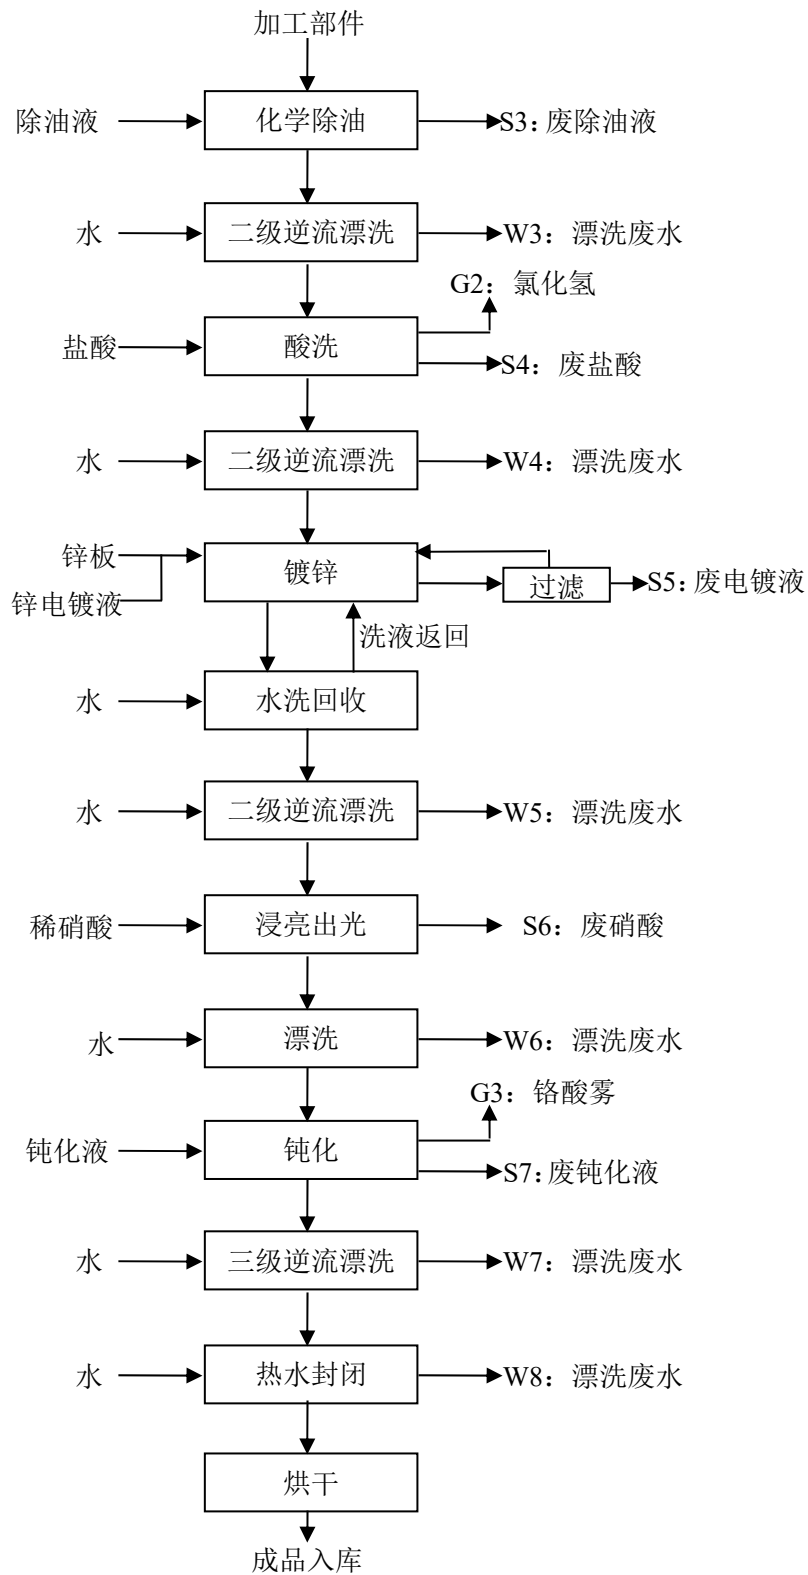 加工部件
除油液
化学除油
S3：废除油液
水
二级逆流漂洗
W3：漂洗废水
G2：氯化氢
盐酸
酸洗
S4：废盐酸
水
二级逆流漂洗
W4：漂洗废水
锌板
锌电镀液
镀锌
过滤
S5：废电镀液
洗液返回
水
水洗回收
水
二级逆流漂洗
W5：漂洗废水
稀硝酸
浸亮出光
S6：废硝酸
水
漂洗
W6：漂洗废水
G3：铬酸雾
钝化液
钝化
S7：废钝化液
水
三级逆流漂洗
W7：漂洗废水
水
热水封闭
W8：漂洗废水
烘干
成品入库